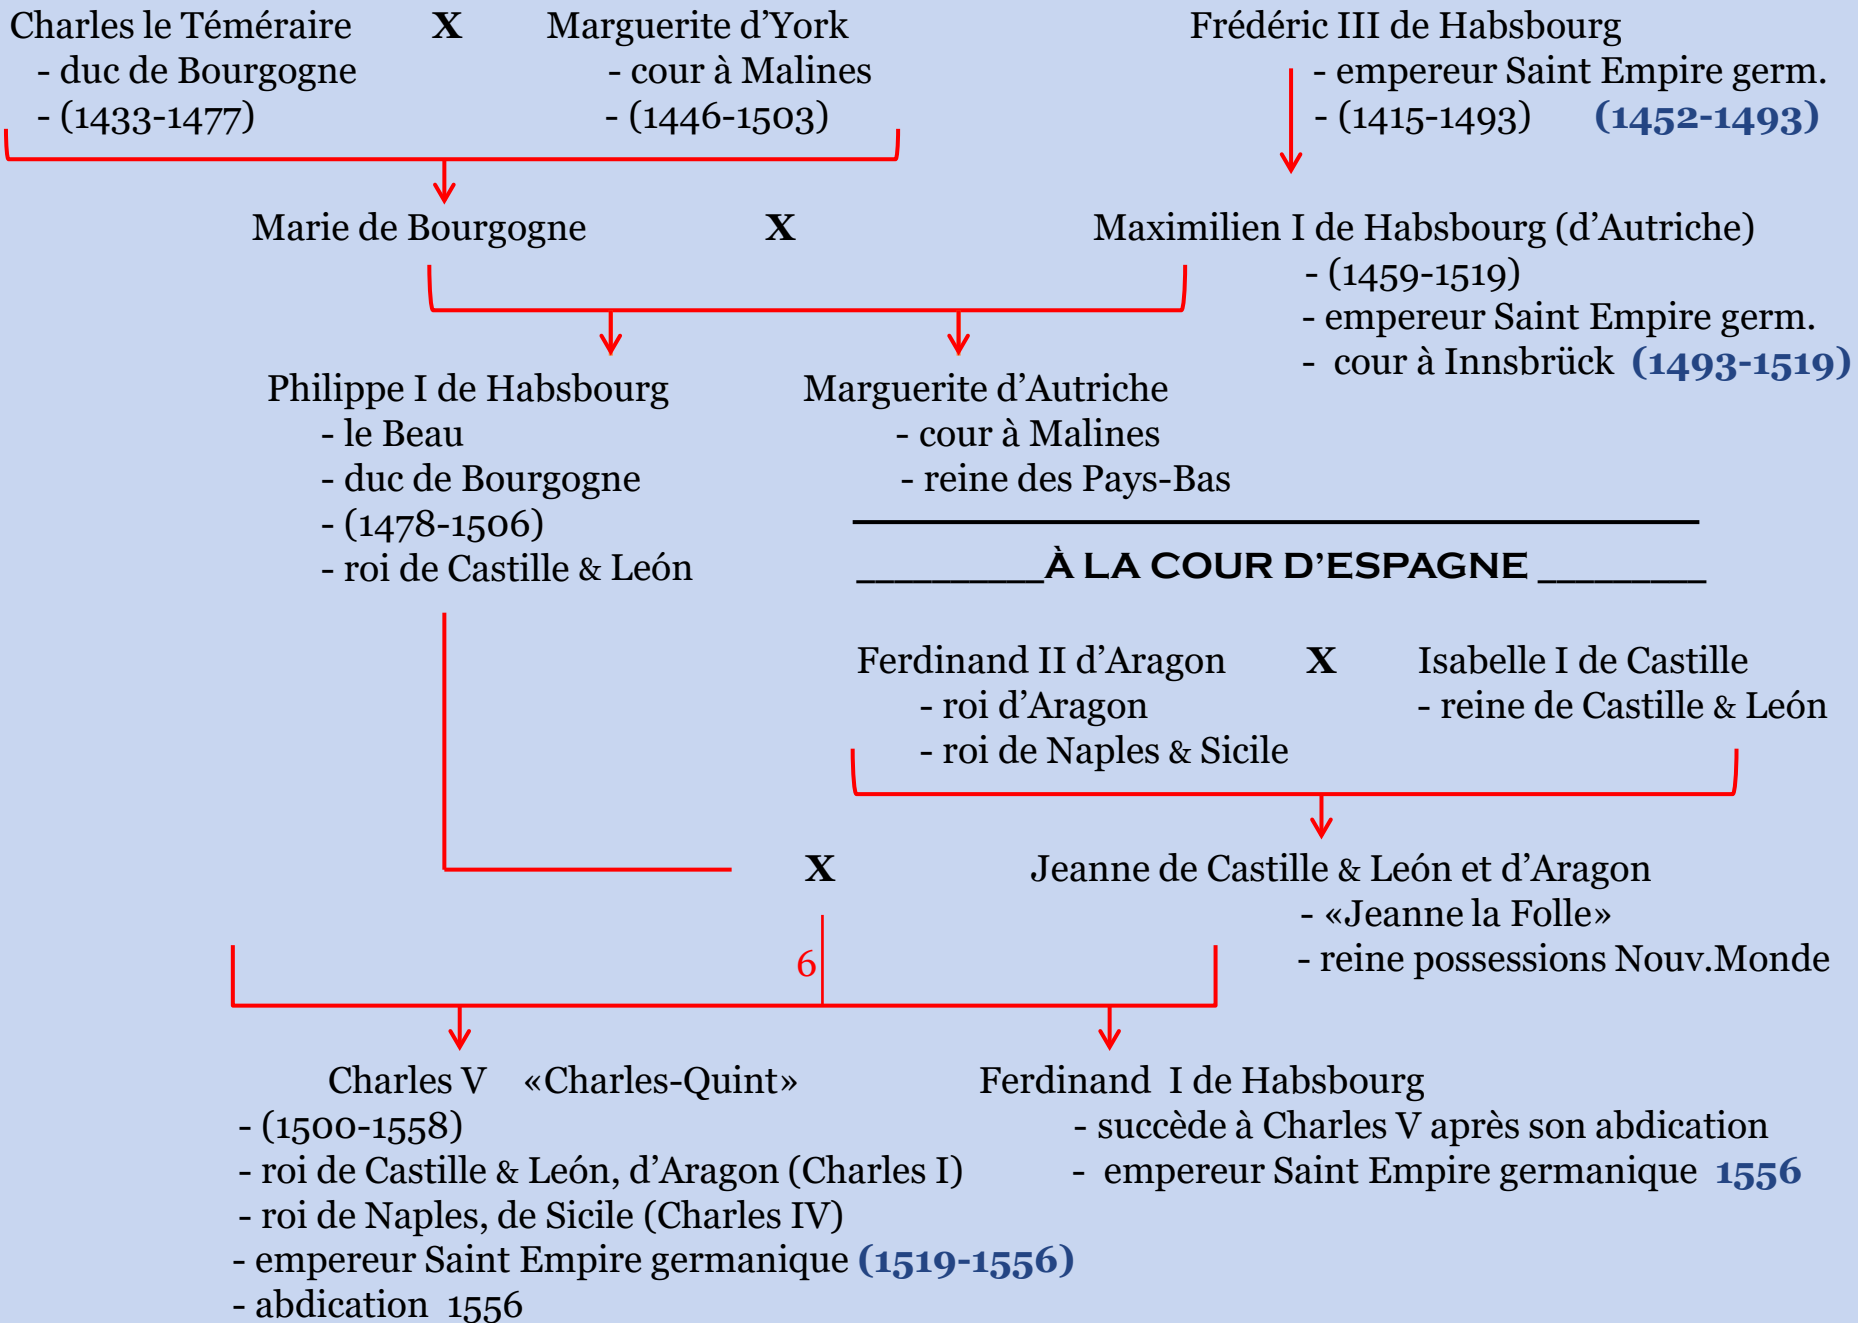 Charles le Téméraire X Marguerite d’York Frédéric III de Habsbourg
- duc de Bourgogne - cour à Malines - empereur Saint Empire germ.
- (1433-1477) - (1446-1503) - (1415-1493) (1452-1493)
Marie de Bourgogne X Maximilien I de Habsbourg (d’Autriche)
- (1459-1519)
- empereur Saint Empire germ.
- cour à Innsbrück (1493-1519)
Philippe I de Habsbourg Marguerite d’Autriche
- le Beau - cour à Malines
- duc de Bourgogne - reine des Pays-Bas
- (1478-1506)
- roi de Castille & León
__________À LA COUR D’ESPAGNE _________
Ferdinand II d’Aragon X Isabelle I de Castille
- roi d’Aragon - reine de Castille & León
- roi de Naples & Sicile
X Jeanne de Castille & León et d’Aragon
- «Jeanne la Folle»
6 - reine possessions Nouv.Monde
Charles V «Charles-Quint» Ferdinand I de Habsbourg
- (1500-1558) - succède à Charles V après son abdication
- roi de Castille & León, d’Aragon (Charles I) - empereur Saint Empire germanique 1556
- roi de Naples, de Sicile (Charles IV)
- empereur Saint Empire germanique (1519-1556)
- abdication 1556